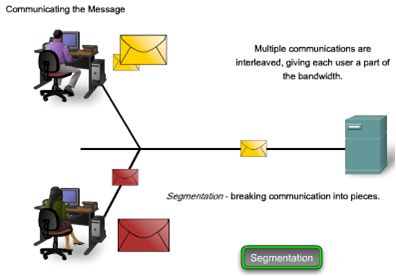 Communicating the Message
Multiple communications are
interleaved, giving each user a part of
the bandwidth.
Segmentation - breaking communication into pieces.
Segmentation